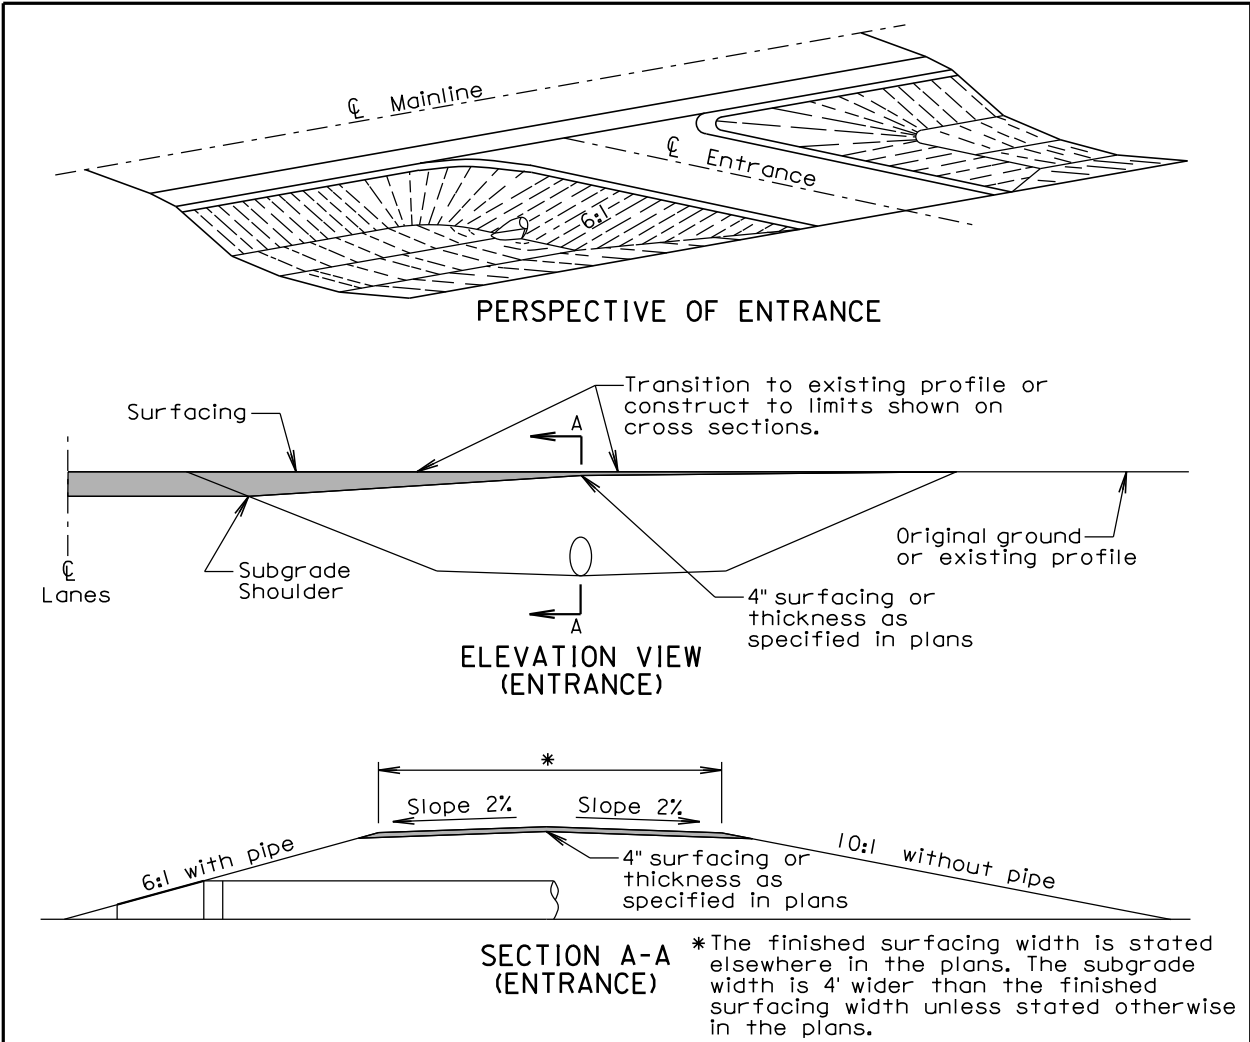 ℄ Mainline
℄ Entrance
6:1
PERSPECTIVE OF ENTRANCE
Transition to existing profile or
construct to limits shown on
cross sections.
Surfacing
A
Original ground
or existing profile
℄
Lanes
Subgrade
Shoulder
4" surfacing or
thickness as
specified in plans
A
ELEVATION VIEW
(ENTRANCE)
*
Slope 2%
Slope 2%
6:1 with pipe
10:1 without pipe
4" surfacing or
thickness as
specified in plans
SECTION A-A
(ENTRANCE)
* The finished surfacing width is stated
elsewhere in the plans. The subgrade
width is 4' wider than the finished
surfacing width unless stated otherwise
in the plans.